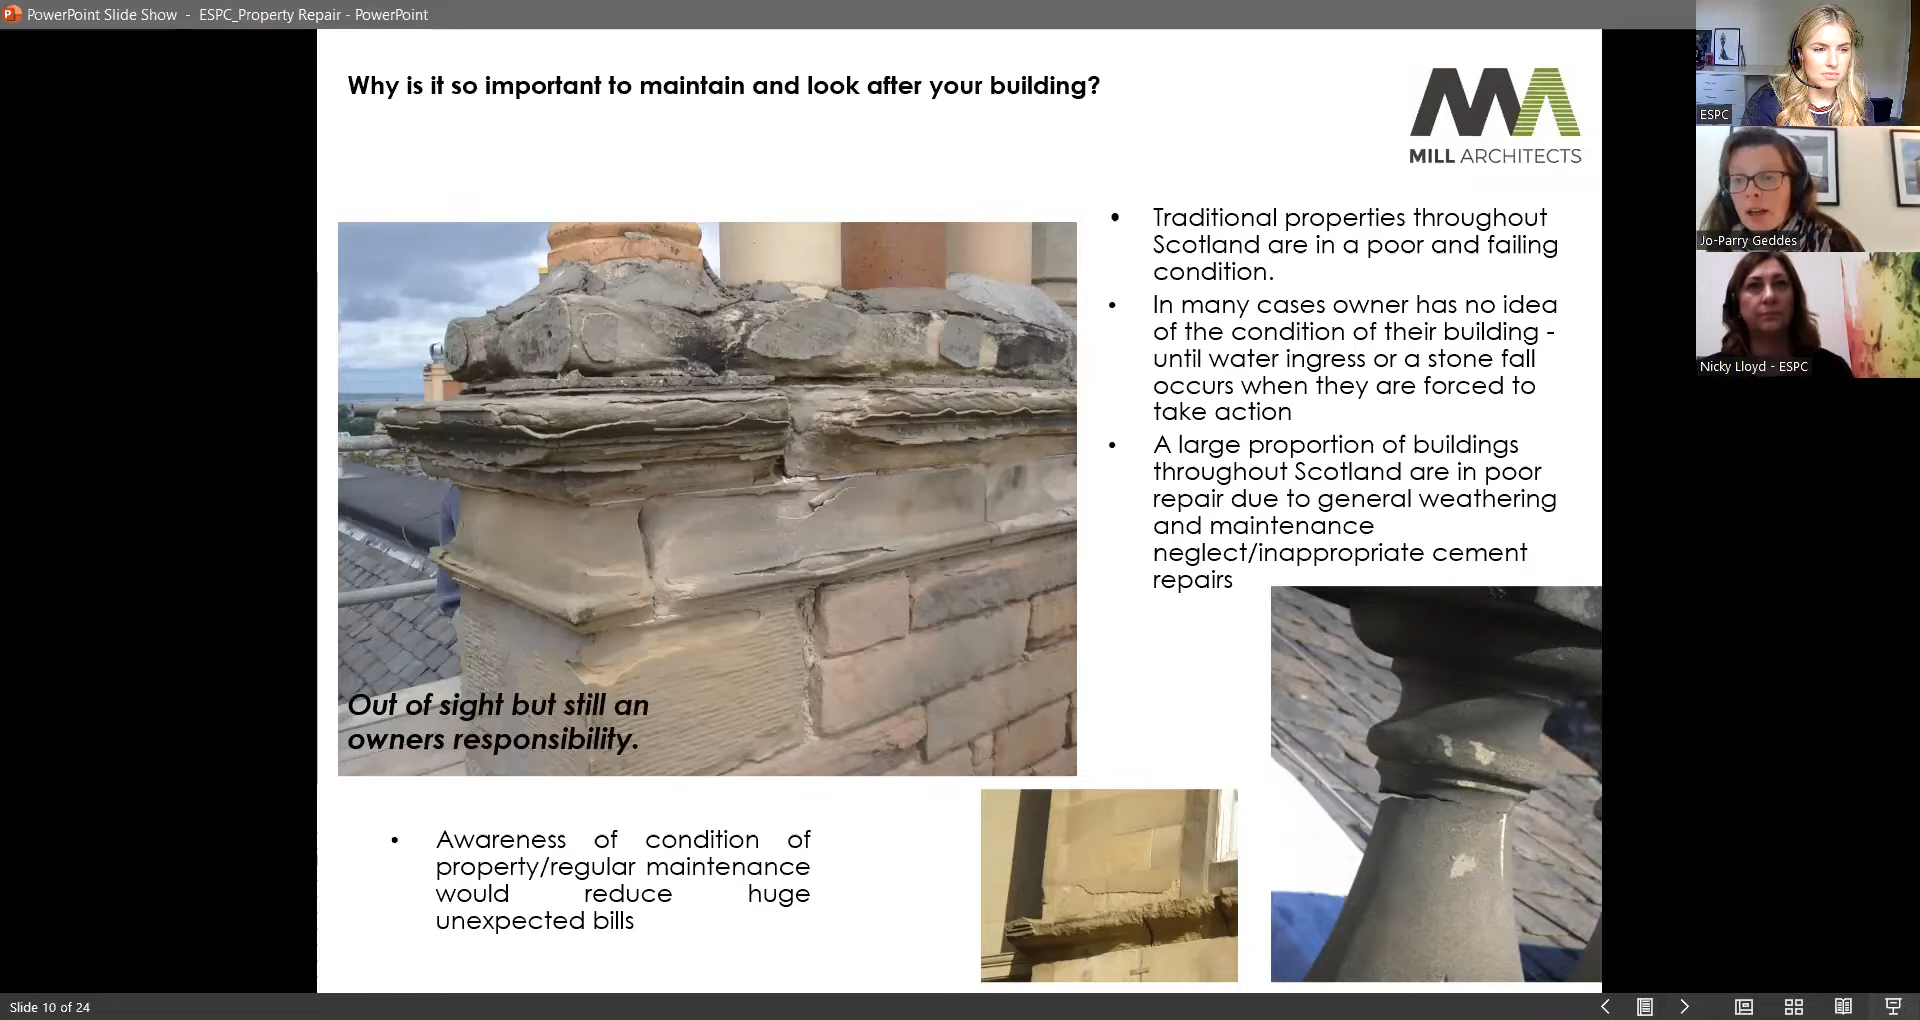 PowerPoint Slide Show - ESPC_Property Repair - PowerPoint
Why is it so important to maintain and look after your building?
MILL ARCHITECTS
• Traditional properties throughout
Scotland are in a poor and failing
condition.
• In many cases owner has no idea
of the condition of their building -
until water ingress or a stone fall
occurs when they are forced to
take action
• A large proportion of buildings
throughout Scotland are in poor
repair due to general weathering
and maintenance
neglect/inappropriate cement
repairs
Out of sight but still an
owners responsibility.
• Awareness of condition of
property/regular maintenance
would reduce huge
unexpected bills
ESPC
Jo-Parry Geddes
Nicky Lloyd - ESPC
Slide 10 of 24